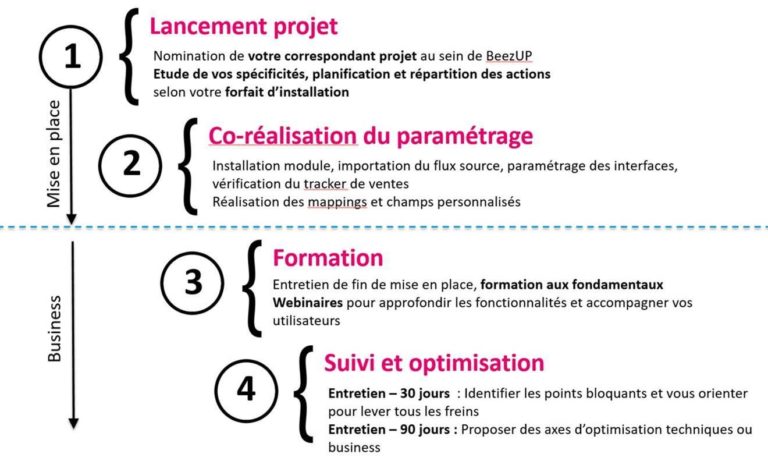 Lancement projet
1
Nomination de votre correspondant projet au sein de BeezUP
Etude de vos spécificités, planification et répartition des actions
selon votre forfait d'installation
Mise en place
Co-réalisation du paramétrage
2
Installation module, importation du flux source, paramétrage des interfaces,
vérification du tracker de ventes
Réalisation des mappings et champs personnalisés
Formation
3
Entretien de fin de mise en place, formation aux fondamentaux
Webinaires pour approfondir les fonctionnalités et accompagner vos
utilisateurs
Business
Suivi et optimisation
4
Entretien – 30 jours : Identifier les points bloquants et vous orienter
pour lever tous les freins
Entretien – 90 jours : Proposer des axes d'optimisation techniques ou
business